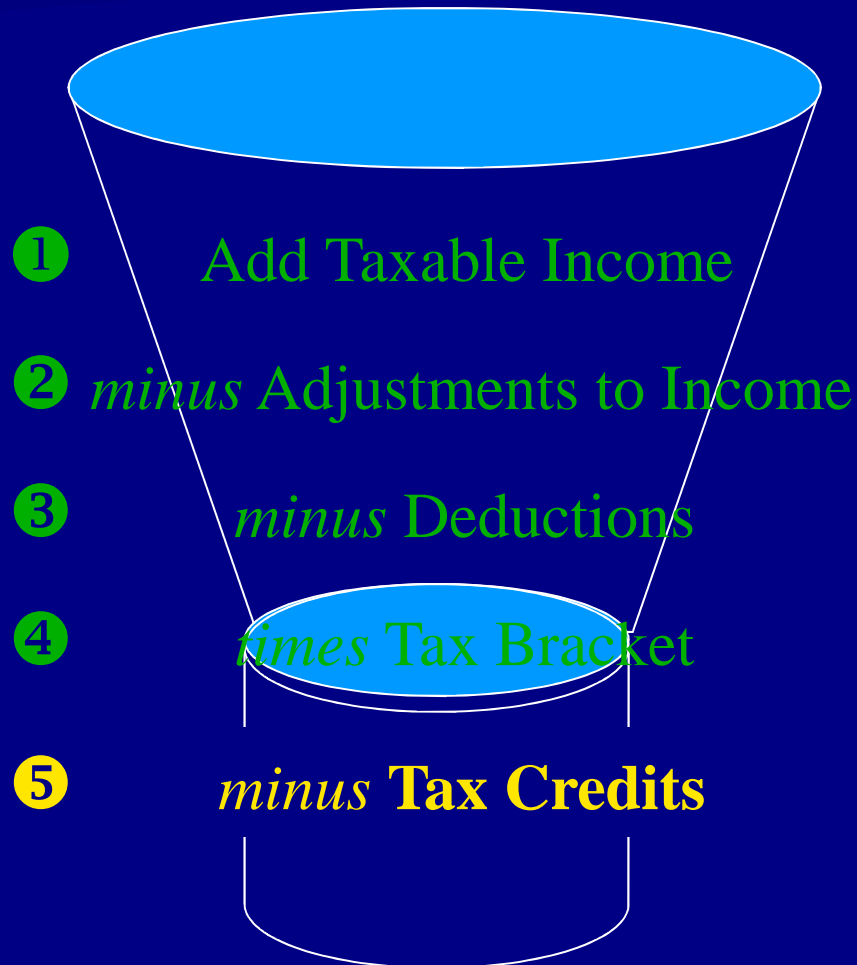 ❶ Add Taxable Income
❷ minus Adjustments to Income
❸ minus Deductions
❹ times Tax Bracket
❺ minus Tax Credits